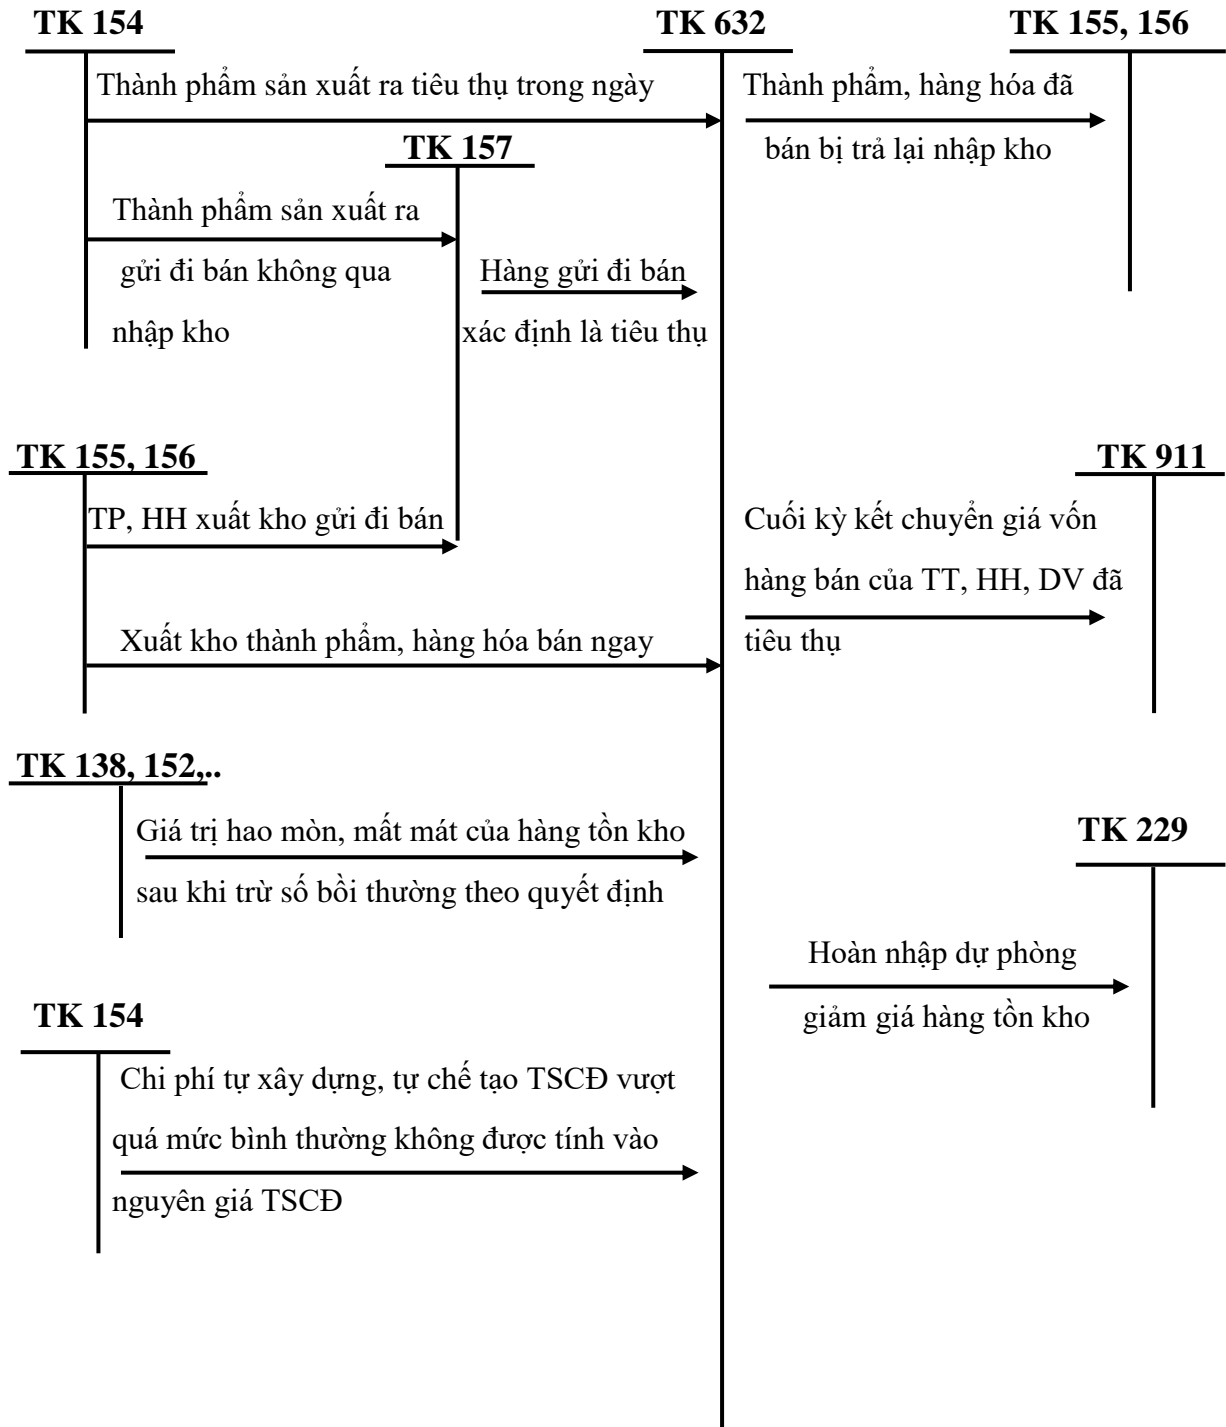 TK 154
TK 632
TK 155, 156
Thành phẩm sản xuất ra tiêu thụ trong ngày
Thành phẩm, hàng hóa đã
bán bị trả lại nhập kho
TK 157
Thành phẩm sản xuất ra
gửi đi bán không qua
nhập kho
Hàng gửi đi bán
xác định là tiêu thụ
TK 155, 156
TK 911
TP, HH xuất kho gửi đi bán
Cuối kỳ kết chuyển giá vốn
hàng bán của TT, HH, DV đã
tiêu thụ
Xuất kho thành phẩm, hàng hóa bán ngay
TK 138, 152,..
Giá trị hao mòn, mất mát của hàng tồn kho
sau khi trừ số bồi thường theo quyết định
TK 229
Hoàn nhập dự phòng
giảm giá hàng tồn kho
TK 154
Chi phí tự xây dựng, tự chế tạo TSCĐ vượt
quá mức bình thường không được tính vào
nguyên giá TSCĐ